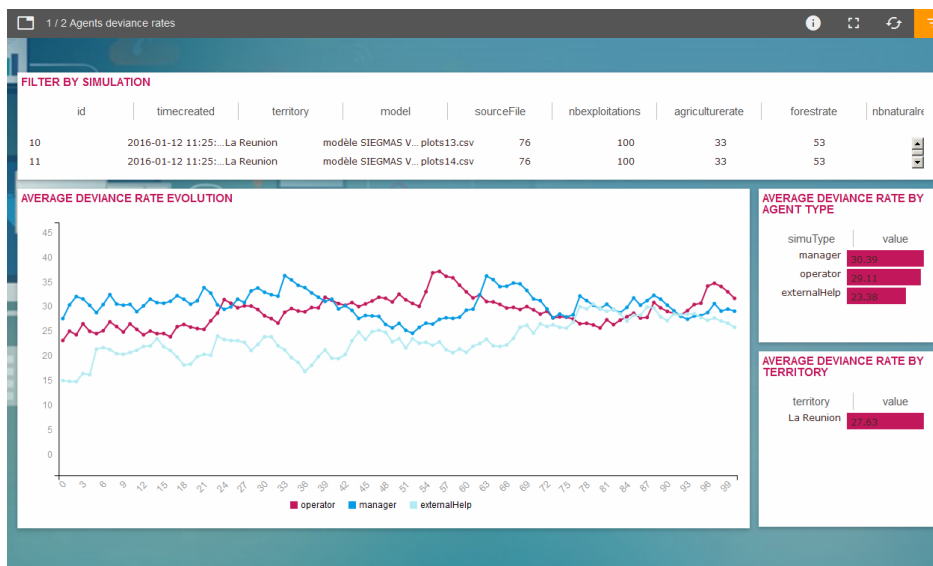 1 / 2 Agents deviance rates
FILTER BY SIMULATION
id timecreated territory model sourceFile nbexploitations agriculturerate forestrate nbnaturalre
10 2016-01-12 11:25:... La Reunion modèle SIEGMAS V... plots13.csv 76 100 33 53
11 2016-01-12 11:25:... La Reunion modèle SIEGMAS V... plots14.csv 76 100 33 53
AVERAGE DEVIANCE RATE EVOLUTION
45
40
35
30
25
20
15
10
5
0
0 3 6 9 12 15 18 21 24 27 30 33 36 39 42 45 48 51 54 57 60 63 66 69 72 75 78 81 84 87 90 93 96 99
operator manager externalHelp
AVERAGE DEVIANCE RATE BY
AGENT TYPE
simuType value
manager 30.39
operator 29.11
externalHelp 23.38
AVERAGE DEVIANCE RATE BY
TERRITORY
territory value
La Reunion 27.63